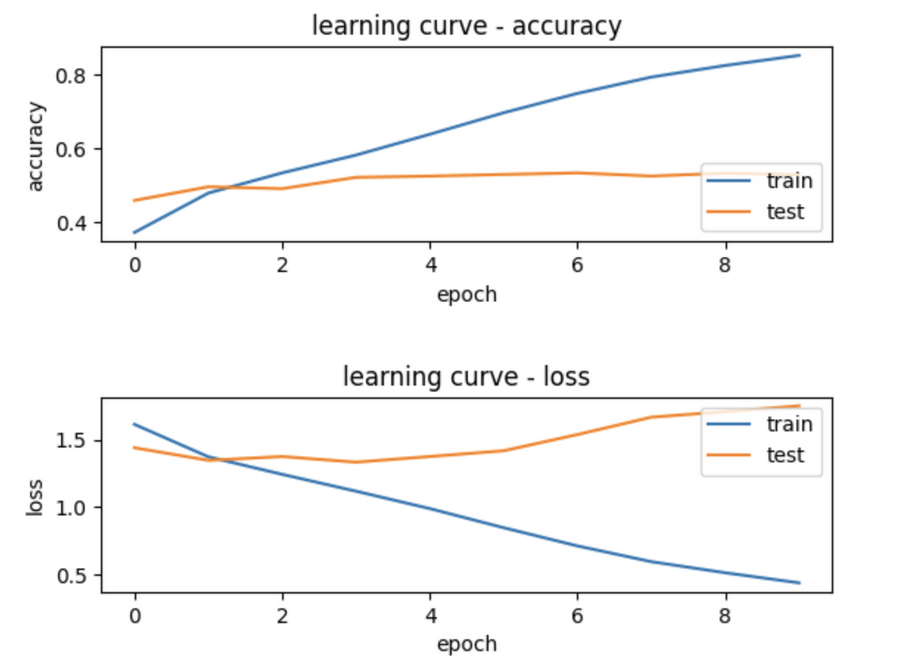 learning curve - accuracy
0.8
0.6
0.4
accuracy
train
test
0 2 4 6 8
epoch
learning curve - loss
1.5
1.0
0.5
loss
train
test
0 2 4 6 8
epoch